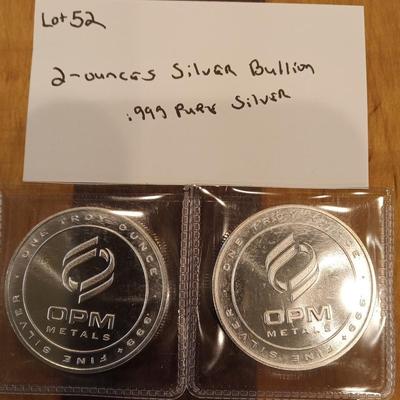 Lot 52
2-ounces Silver Bullion
.999 Pure Silver
ONE TROY OUNCE
OPM
METALS
.999+ FINE SILVER
ONE TROY OUNCE
OPM
METALS
.999+ FINE SILVER